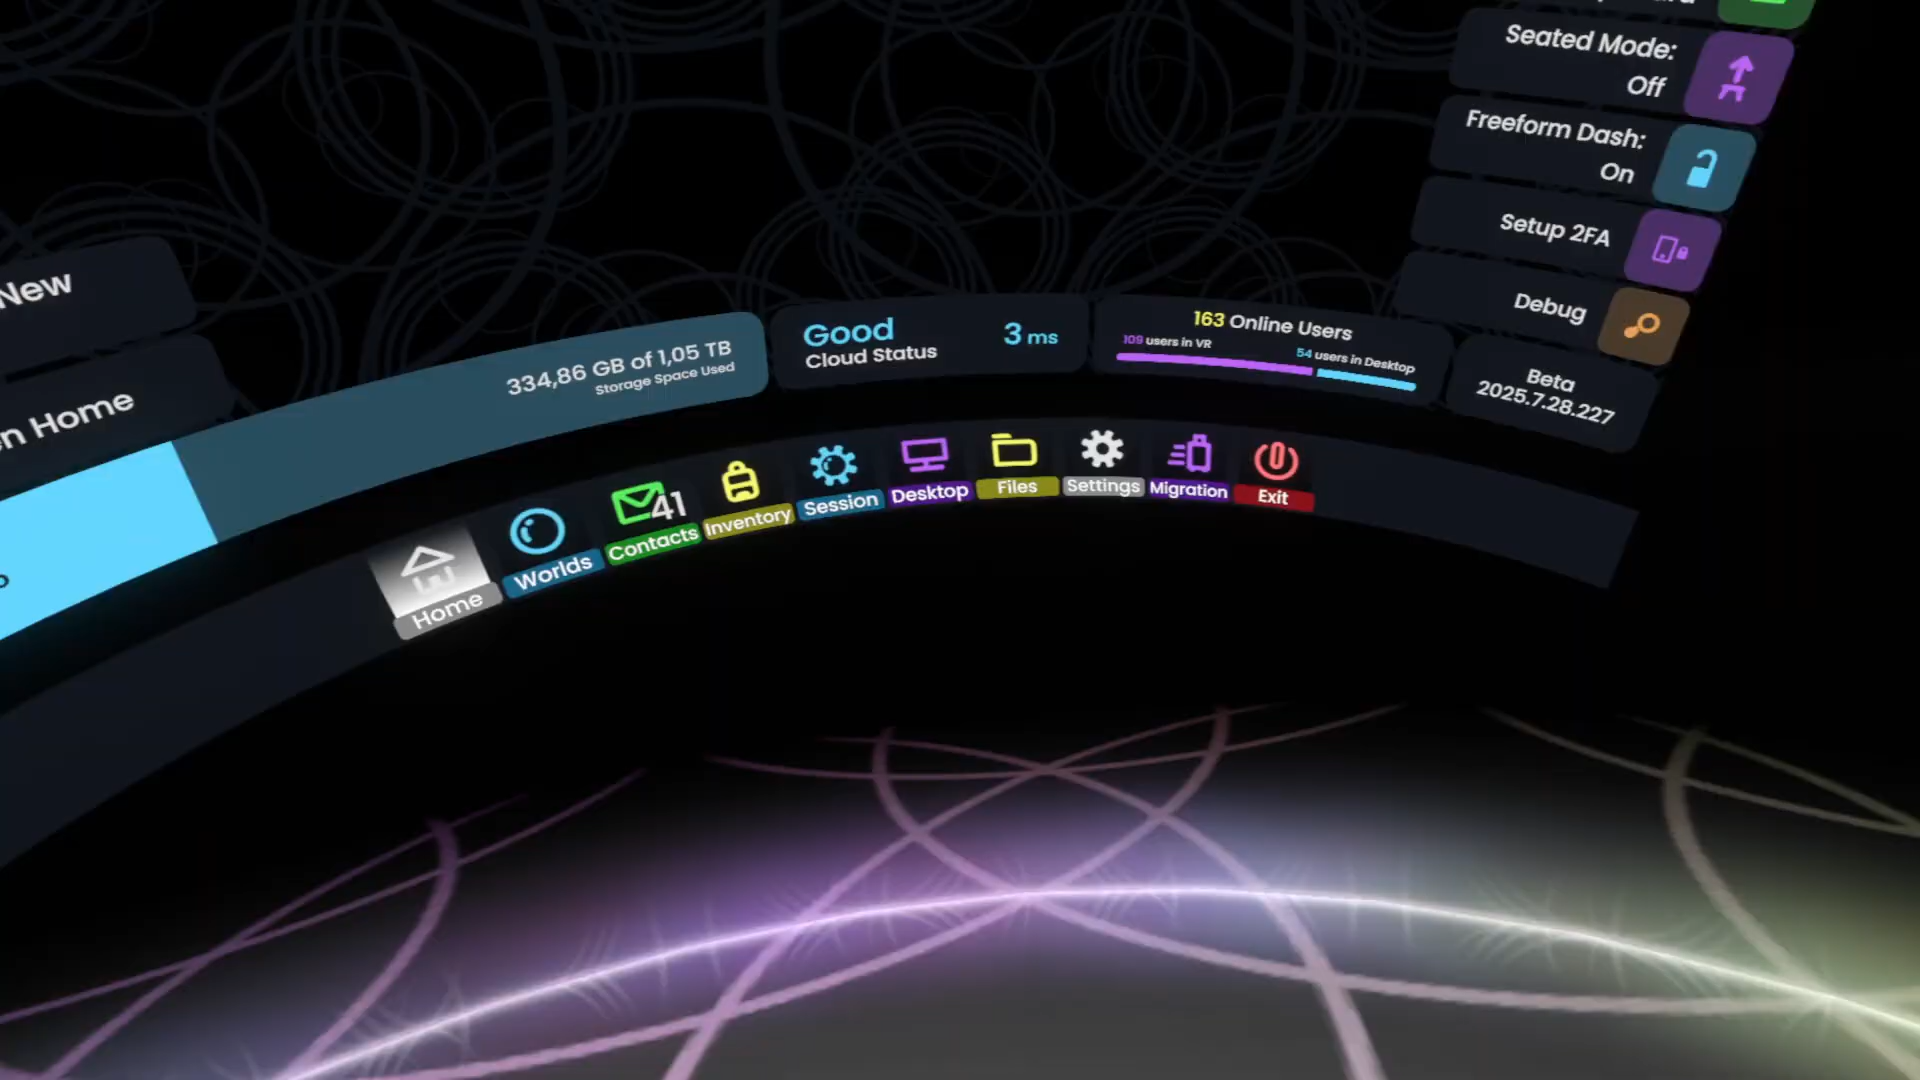 Seated Mode:
Off
Freeform Dash:
On
Setup 2FA
Debug
New
Home
334,86 GB of 1,05 TB
Storage Space Used
Good
Cloud Status
3 ms
163 Online Users
109 users in VR
54 users in Desktop
Beta
2025.7.28.227
Home
Worlds
41
Contacts
Inventory
Session
Desktop
Files
Settings
Migration
Exit